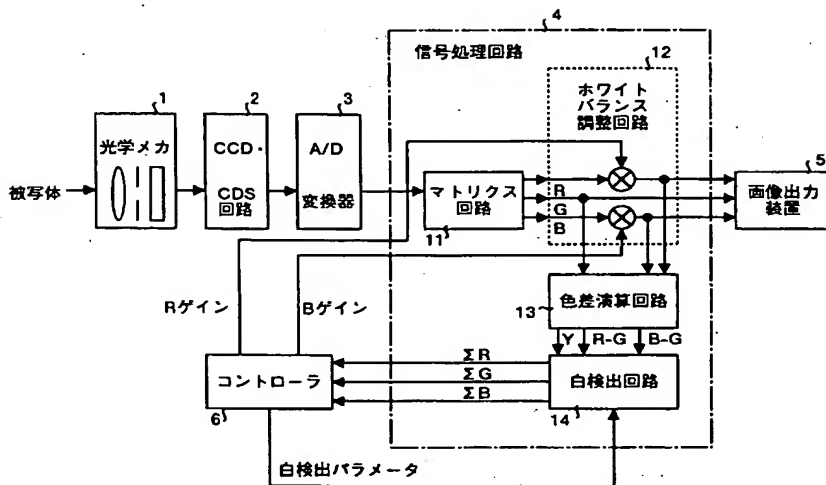 4
信号処理回路
12
ホワイト
バランス
調整回路
1
2
3
光学メカ
CCD・
CDS
回路
A/D
変換器
被写体
マトリクス
回路
11
R
G
B
5
画像出力
装置
Rゲイン
Bゲイン
色差演算回路
13
Y
R-G
B-G
コントローラ
6
ΣR
ΣG
ΣB
白検出回路
14
白検出パラメータ